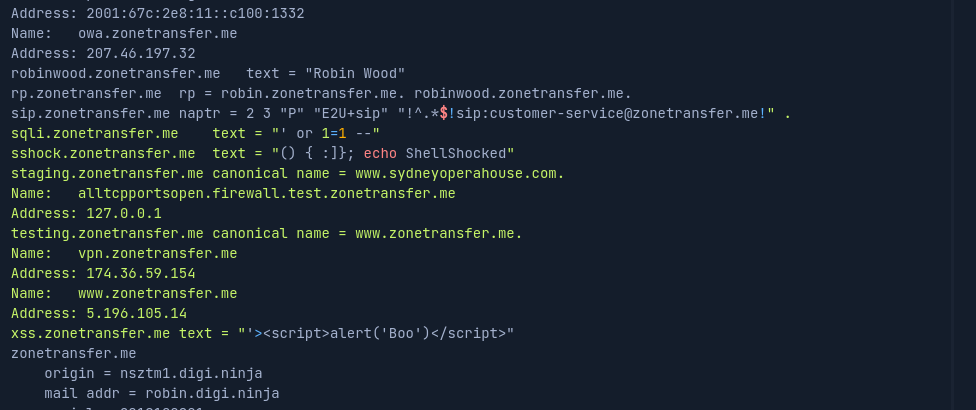 Address: 2001:67c:2e8:11::c100:1332
Name:   owa.zonetransfer.me
Address: 207.46.197.32
robinwood.zonetransfer.me   text = "Robin Wood"
rp.zonetransfer.me  rp = robin.zonetransfer.me. robinwood.zonetransfer.me.
sip.zonetransfer.me naptr = 2 3 "P" "E2U+sip" "!^.*$!sip:customer-service@zonetransfer.me!" .
sqli.zonetransfer.me    text = "' or 1=1 --"
sshock.zonetransfer.me  text = "() { :]}; echo ShellShocked"
staging.zonetransfer.me canonical name = www.sydneyoperahouse.com.
Name:   alltcpportsopen.firewall.test.zonetransfer.me
Address: 127.0.0.1
testing.zonetransfer.me canonical name = www.zonetransfer.me.
Name:   vpn.zonetransfer.me
Address: 174.36.59.154
Name:   www.zonetransfer.me
Address: 5.196.105.14
xss.zonetransfer.me text = "'><script>alert('Boo')</script>"
zonetransfer.me
    origin = nsztm1.digi.ninja
    mail addr = robin.digi.ninja